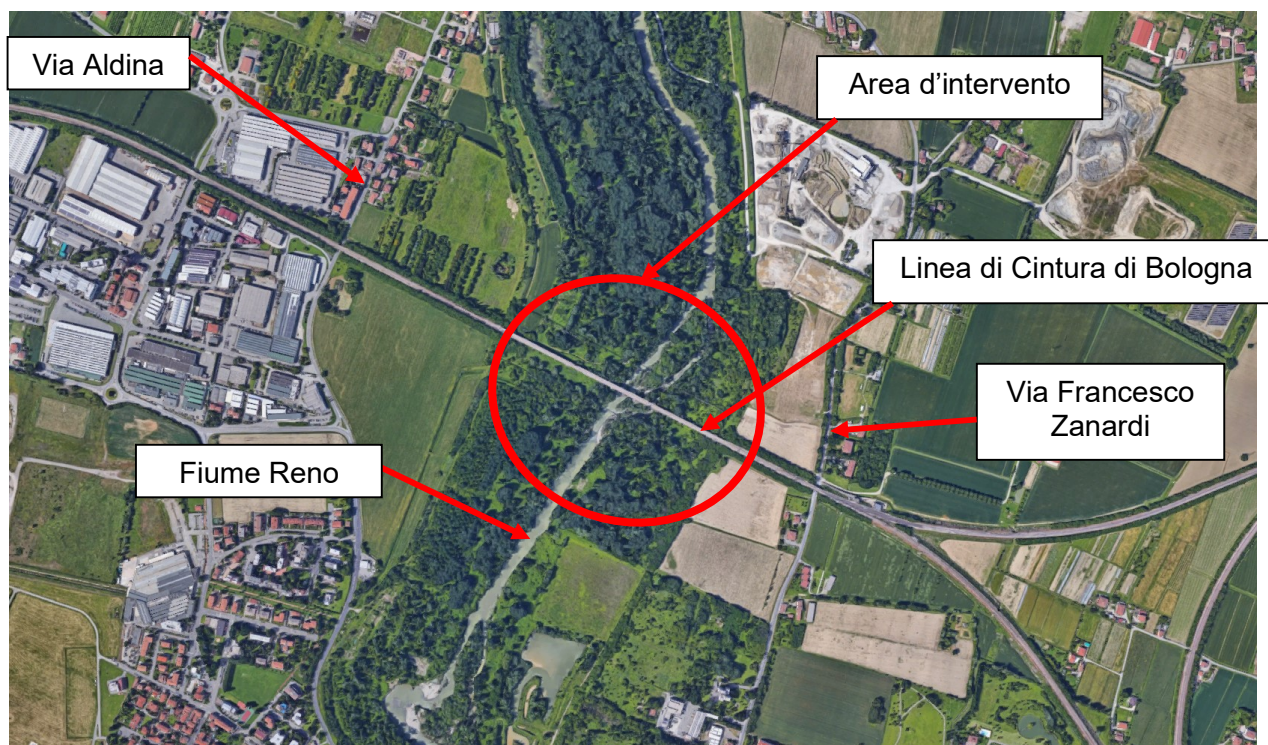 Via Aldina
Area d’intervento
Linea di Cintura di Bologna
Via Francesco
Zanardi
Fiume Reno